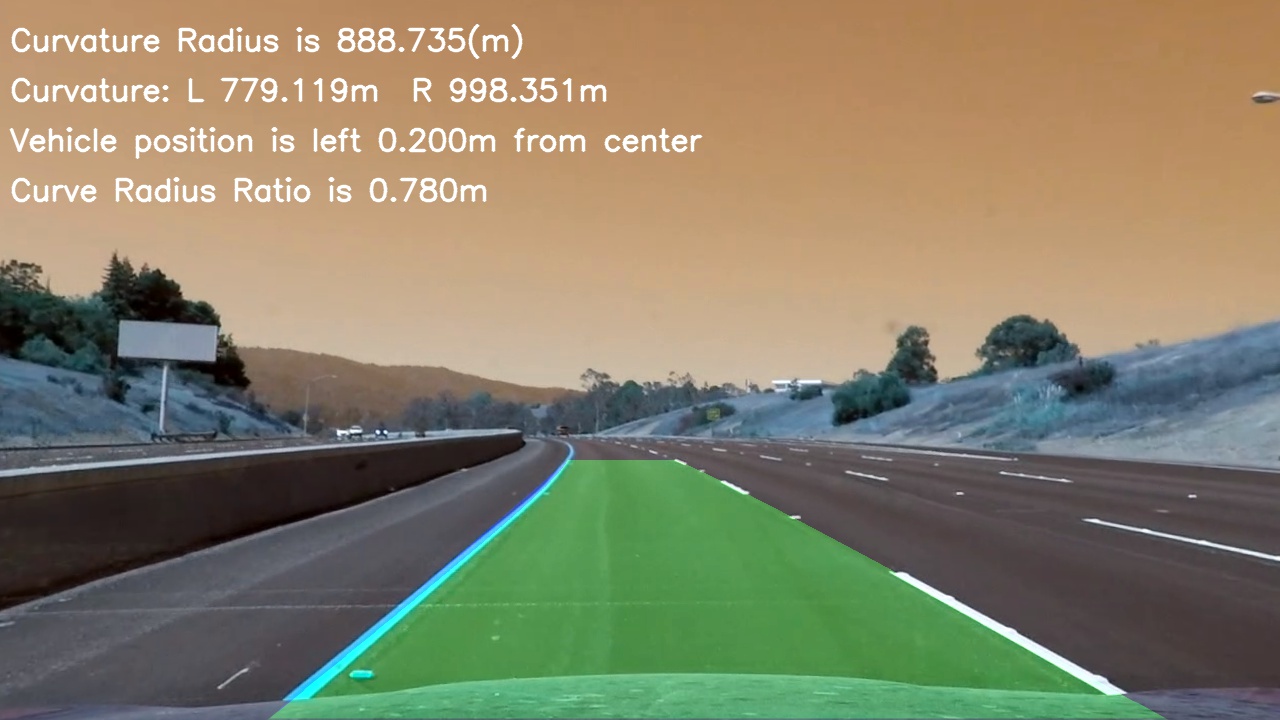 Curvature Radius is 888.735(m)
Curvature: L 779.119m R 998.351m
Vehicle position is left 0.200m from center
Curve Radius Ratio is 0.780m